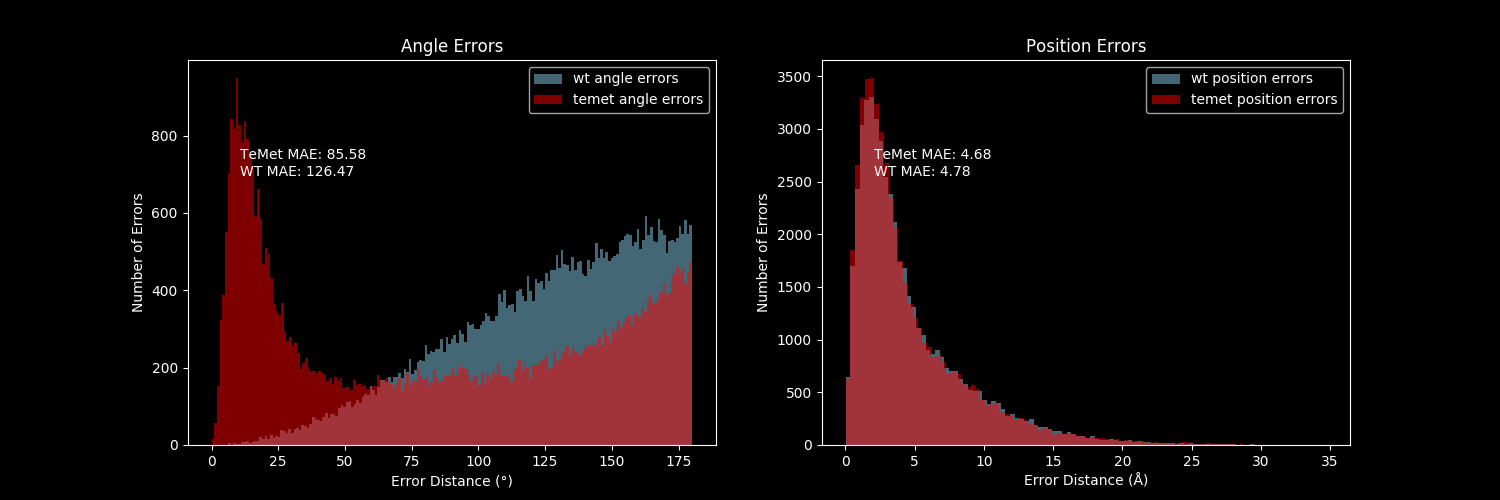 Angle Errors
wt angle errors
temet angle errors
TeMet MAE: 85.58
WT MAE: 126.47
Number of Errors
800
600
400
200
0
0 25 50 75 100 125 150 175
Error Distance (°)
Position Errors
wt position errors
temet position errors
TeMet MAE: 4.68
WT MAE: 4.78
Number of Errors
3500
3000
2500
2000
1500
1000
500
0
0 5 10 15 20 25 30 35
Error Distance (Å)